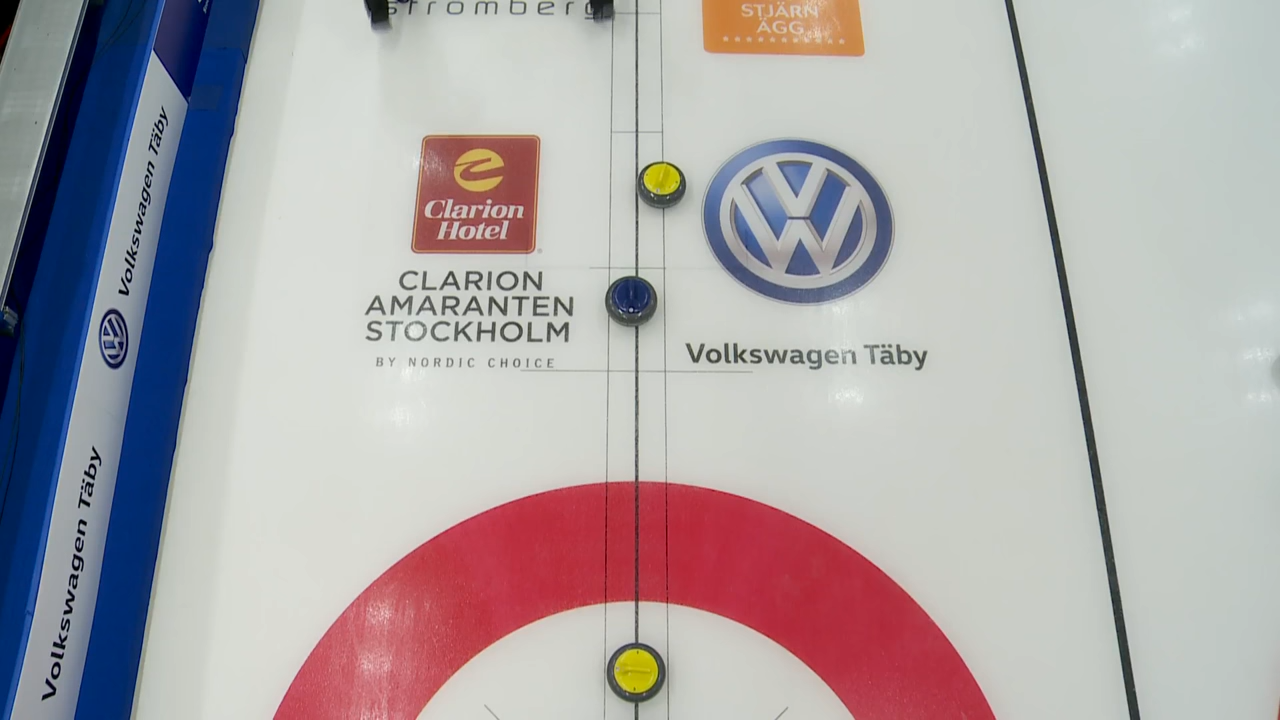 stromberg
STJÄRN
ÄGG
Clarion
Hotel
CLARION
AMARANTEN
STOCKHOLM
BY NORDIC CHOICE
Volkswagen Täby
Volkswagen Täby
Volkswagen Täby